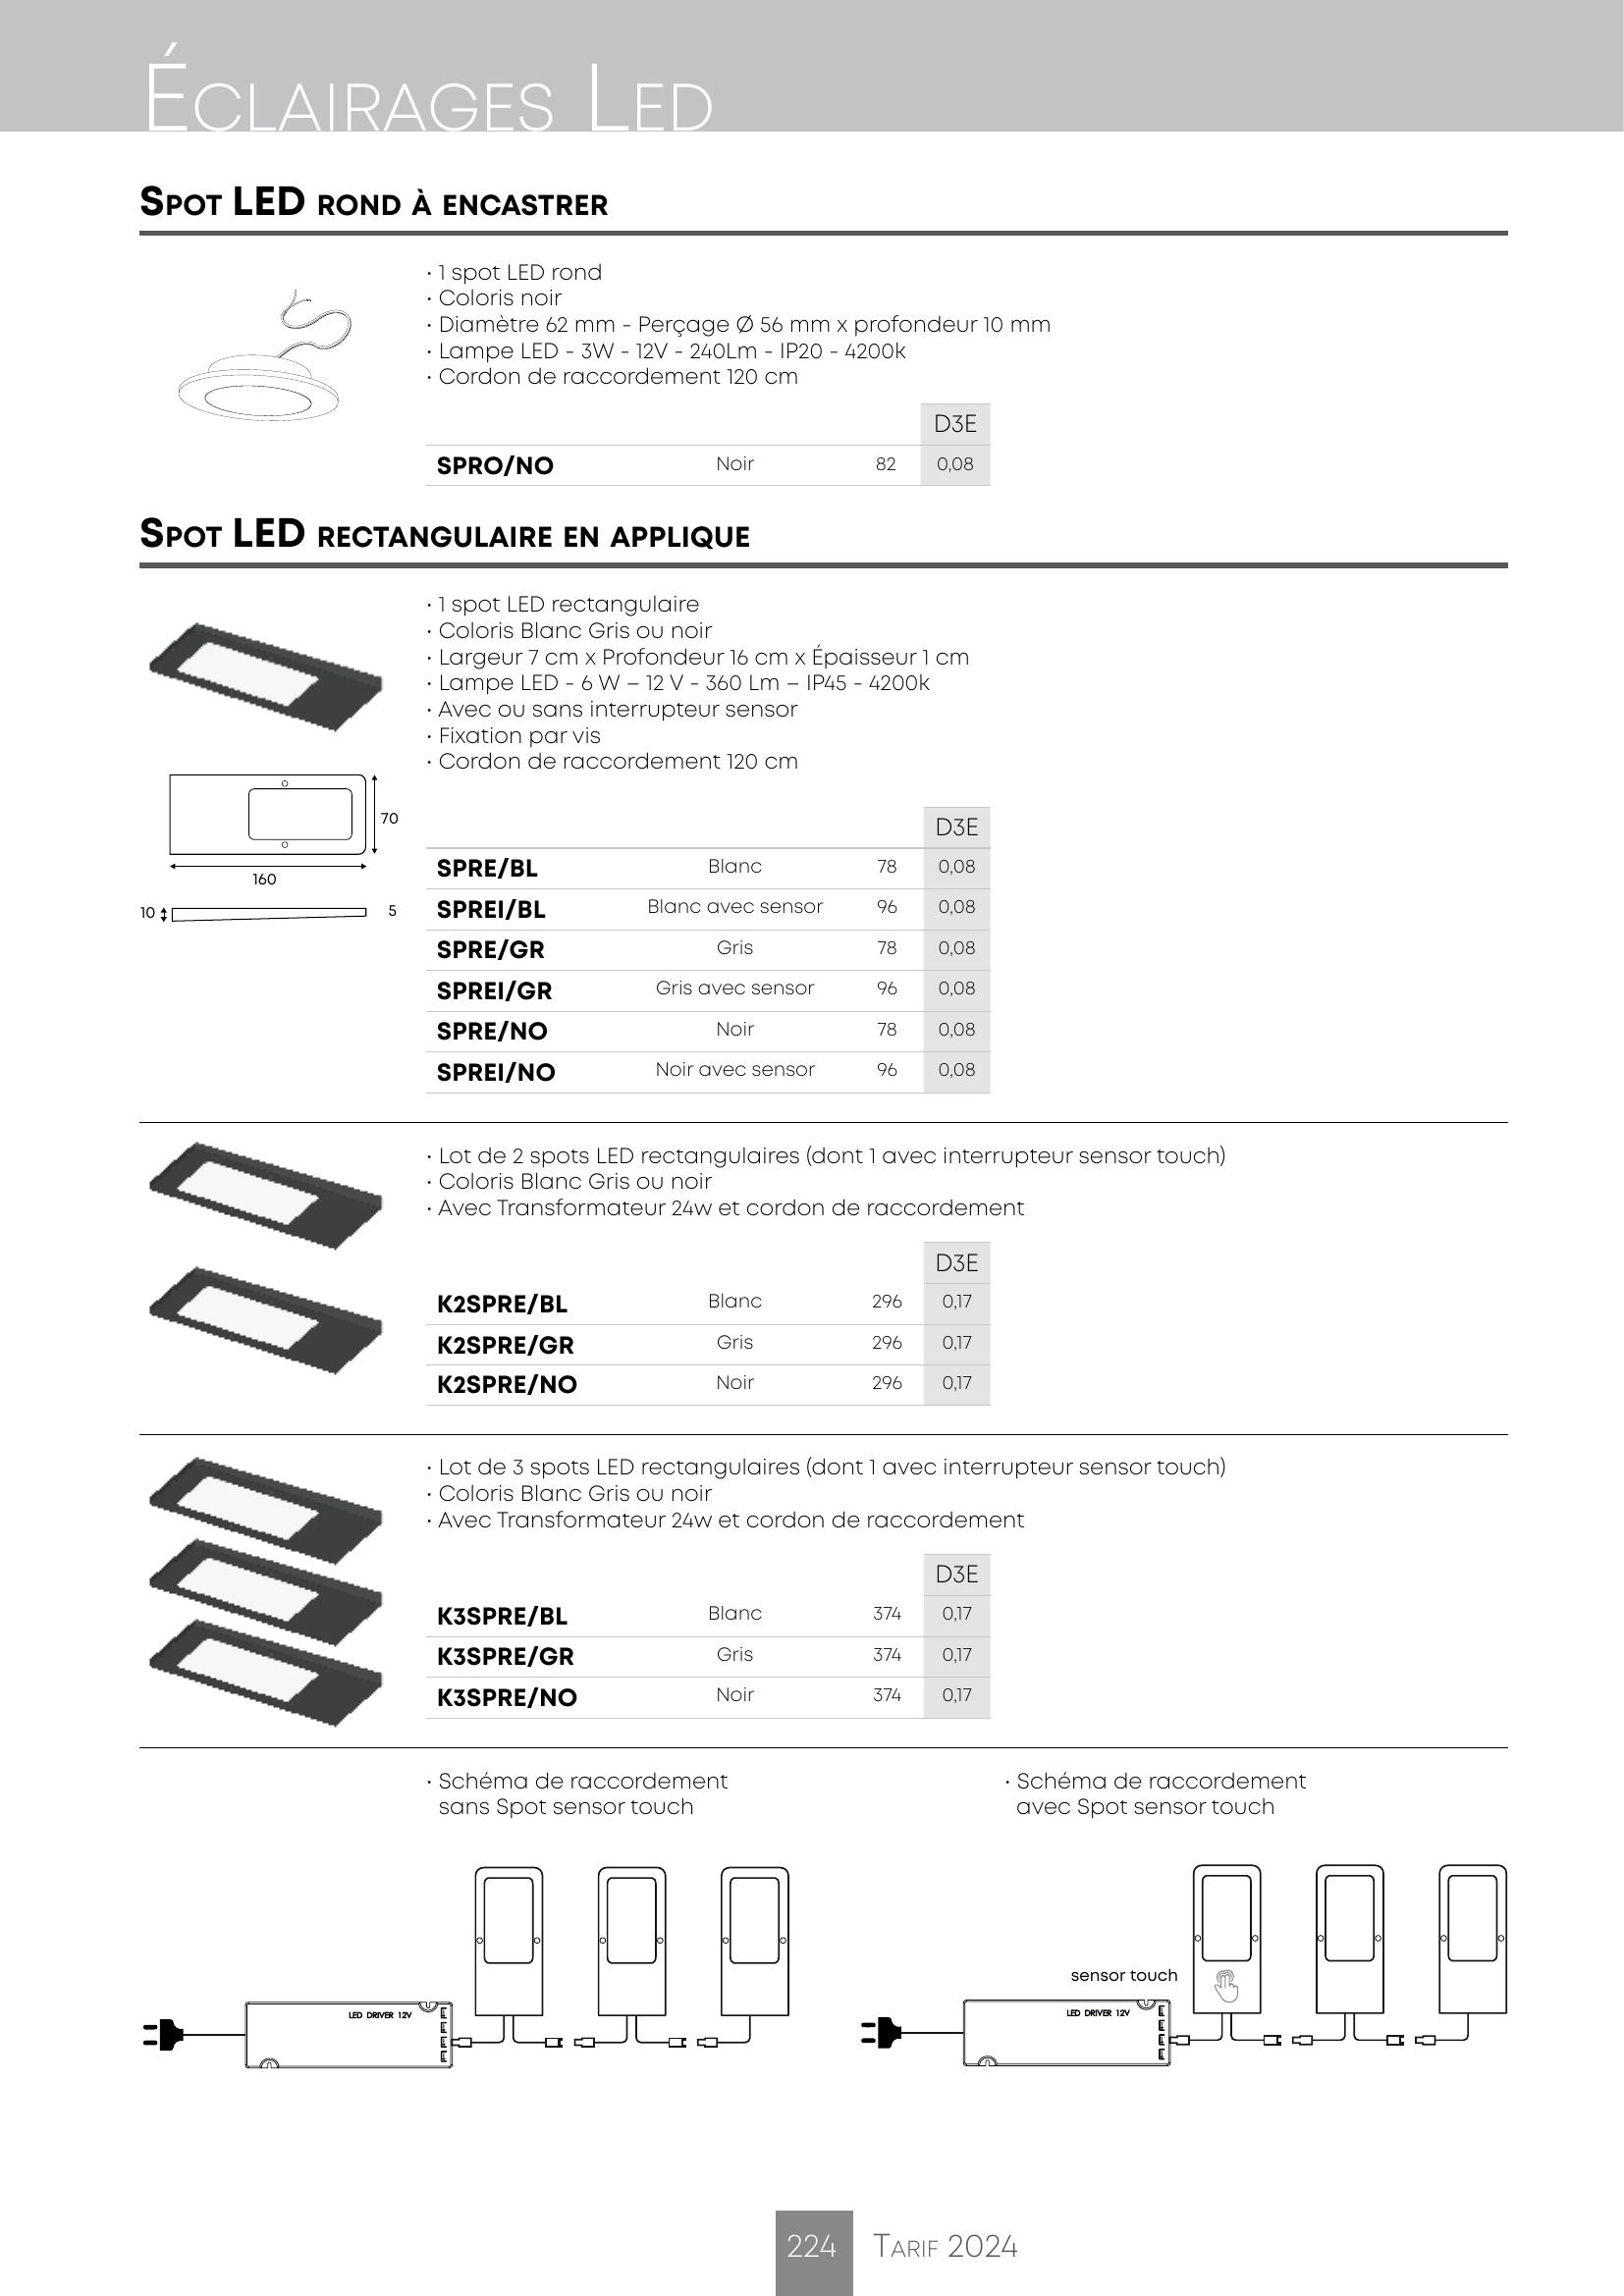 Éclairages Led
Spot LED rond à encastrer
· 1 spot LED rond
· Coloris noir
· Diamètre 62 mm - Perçage Ø 56 mm x profondeur 10 mm
· Lampe LED - 3W - 12V - 240Lm - IP20 - 4200k
· Cordon de raccordement 120 cm
D3E
SPRO/NO Noir 82 0,08
Spot LED rectangulaire en applique
· 1 spot LED rectangulaire
· Coloris Blanc Gris ou noir
· Largeur 7 cm x Profondeur 16 cm x Épaisseur 1 cm
· Lampe LED - 6 W – 12 V - 360 Lm – IP45 - 4200k
· Avec ou sans interrupteur sensor
· Fixation par vis
· Cordon de raccordement 120 cm
70
160
10 5
D3E
SPRE/BL Blanc 78 0,08
SPREI/BL Blanc avec sensor 96 0,08
SPRE/GR Gris 78 0,08
SPREI/GR Gris avec sensor 96 0,08
SPRE/NO Noir 78 0,08
SPREI/NO Noir avec sensor 96 0,08
· Lot de 2 spots LED rectangulaires (dont 1 avec interrupteur sensor touch)
· Coloris Blanc Gris ou noir
· Avec Transformateur 24w et cordon de raccordement
D3E
K2SPRE/BL Blanc 296 0,17
K2SPRE/GR Gris 296 0,17
K2SPRE/NO Noir 296 0,17
· Lot de 3 spots LED rectangulaires (dont 1 avec interrupteur sensor touch)
· Coloris Blanc Gris ou noir
· Avec Transformateur 24w et cordon de raccordement
D3E
K3SPRE/BL Blanc 374 0,17
K3SPRE/GR Gris 374 0,17
K3SPRE/NO Noir 374 0,17
· Schéma de raccordement
sans Spot sensor touch
LED DRIVER 12V
· Schéma de raccordement
avec Spot sensor touch
sensor touch
LED DRIVER 12V
224 Tarif 2024